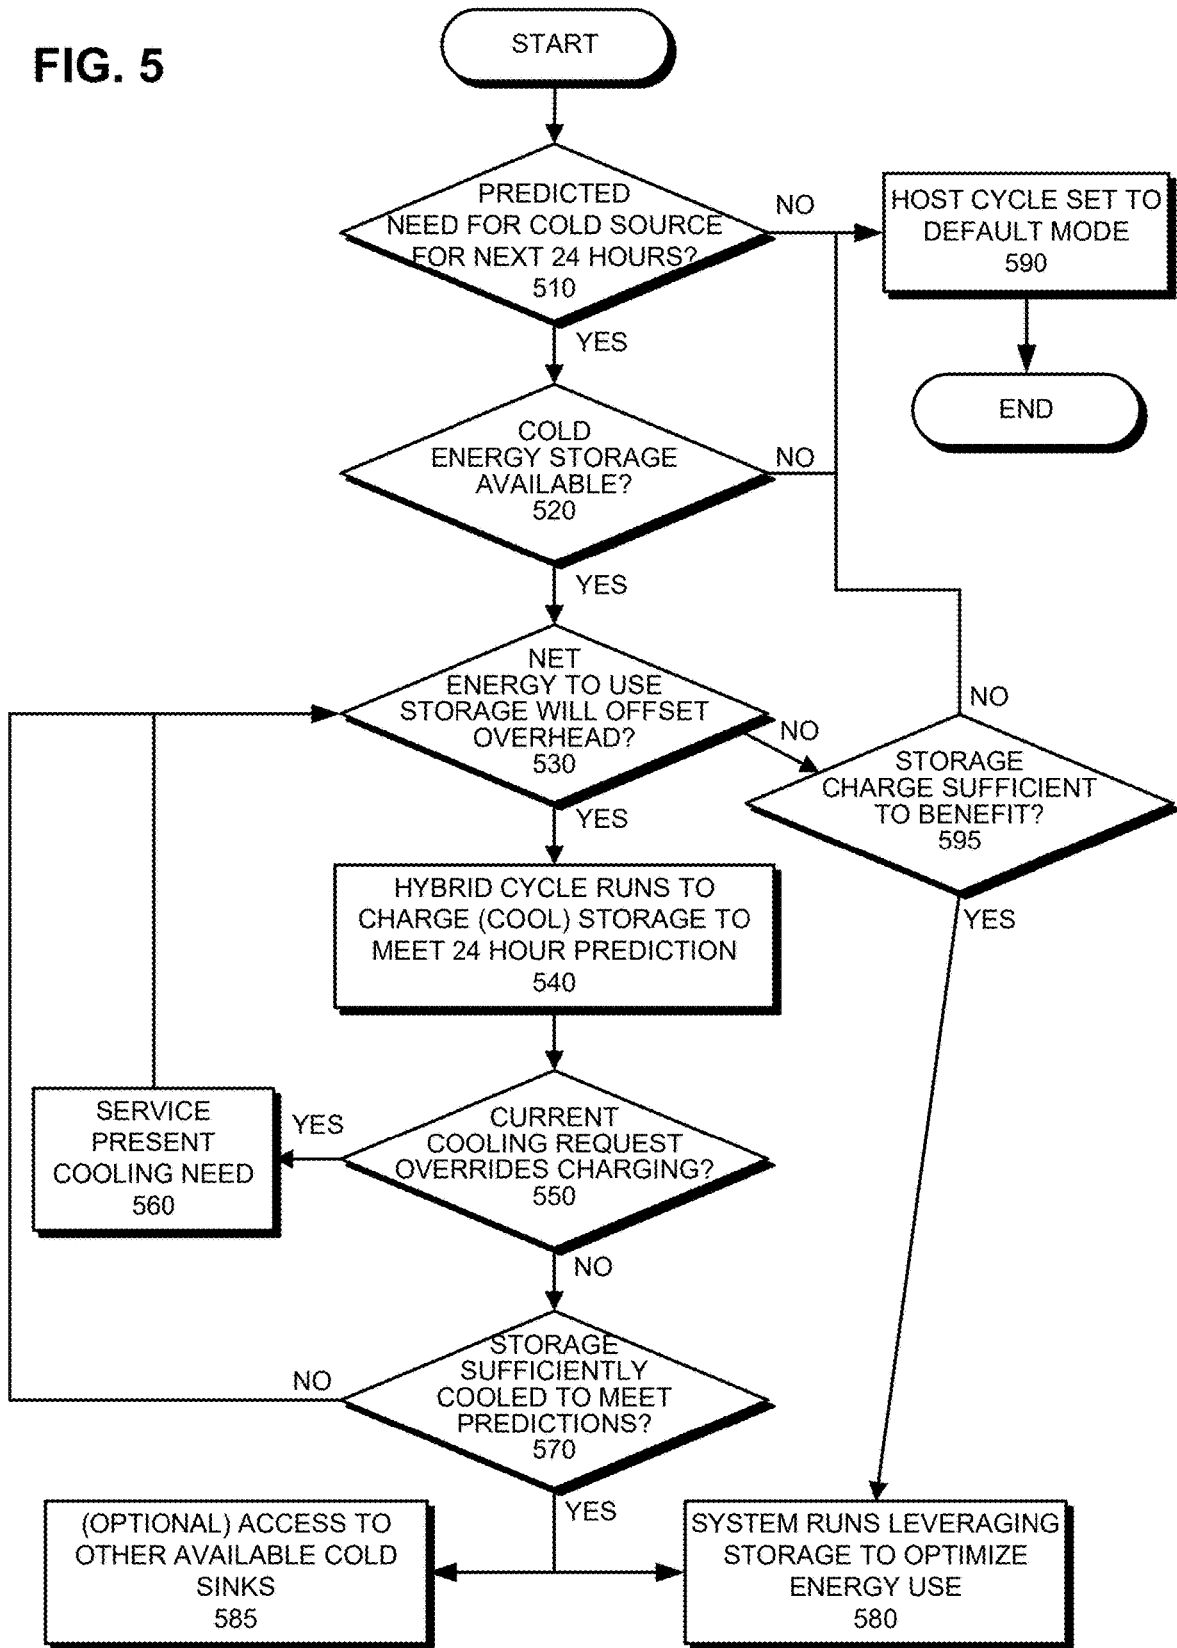 FIG. 5
START
PREDICTED
NEED FOR COLD SOURCE
FOR NEXT 24 HOURS?
510
NO
HOST CYCLE SET TO
DEFAULT MODE
590
YES
END
COLD
ENERGY STORAGE
AVAILABLE?
520
NO
YES
NET
ENERGY TO USE
STORAGE WILL OFFSET
OVERHEAD?
530
NO
YES
NO
STORAGE
CHARGE SUFFICIENT
TO BENEFIT?
595
YES
HYBRID CYCLE RUNS TO
CHARGE (COOL) STORAGE TO
MEET 24 HOUR PREDICTION
540
CURRENT
COOLING REQUEST
OVERRIDES CHARGING?
550
YES
SERVICE
PRESENT
COOLING NEED
560
NO
STORAGE
SUFFICIENTLY
COOLED TO MEET
PREDICTIONS?
570
NO
YES
(OPTIONAL) ACCESS TO
OTHER AVAILABLE COLD
SINKS
585
SYSTEM RUNS LEVERAGING
STORAGE TO OPTIMIZE
ENERGY USE
580